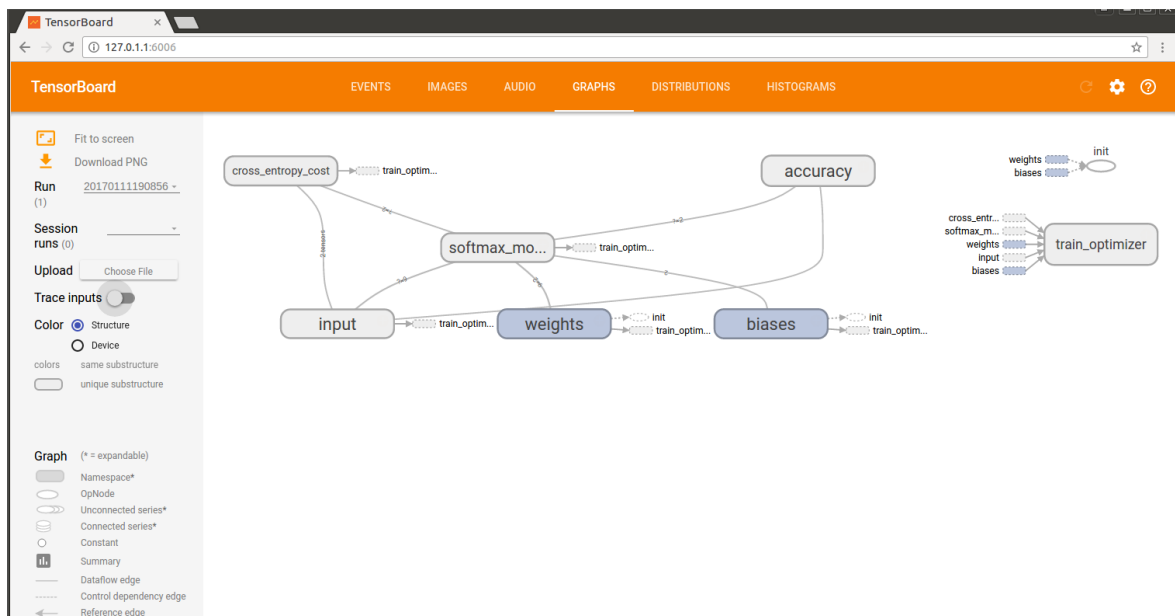 TensorBoard
127.0.1.1:6006
TensorBoard EVENTS IMAGES AUDIO GRAPHS DISTRIBUTIONS HISTOGRAMS
Fit to screen
Download PNG
Run 20170111190856
(1)
Session
runs (0)
Upload Choose File
Trace inputs
Color Structure
Device
colors same substructure
unique substructure
Graph (* = expandable)
Namespace*
OpNode
Unconnected series*
Connected series*
Constant
Summary
Dataflow edge
Control dependency edge
Reference edge
cross_entropy_cost train_optim...
accuracy
softmax_mo... train_optim...
2 tensors
input train_optim...
weights init
train_optim...
biases init
train_optim...
init
weights
biases
cross_entr...
softmax_m...
weights
input
biases
train_optimizer